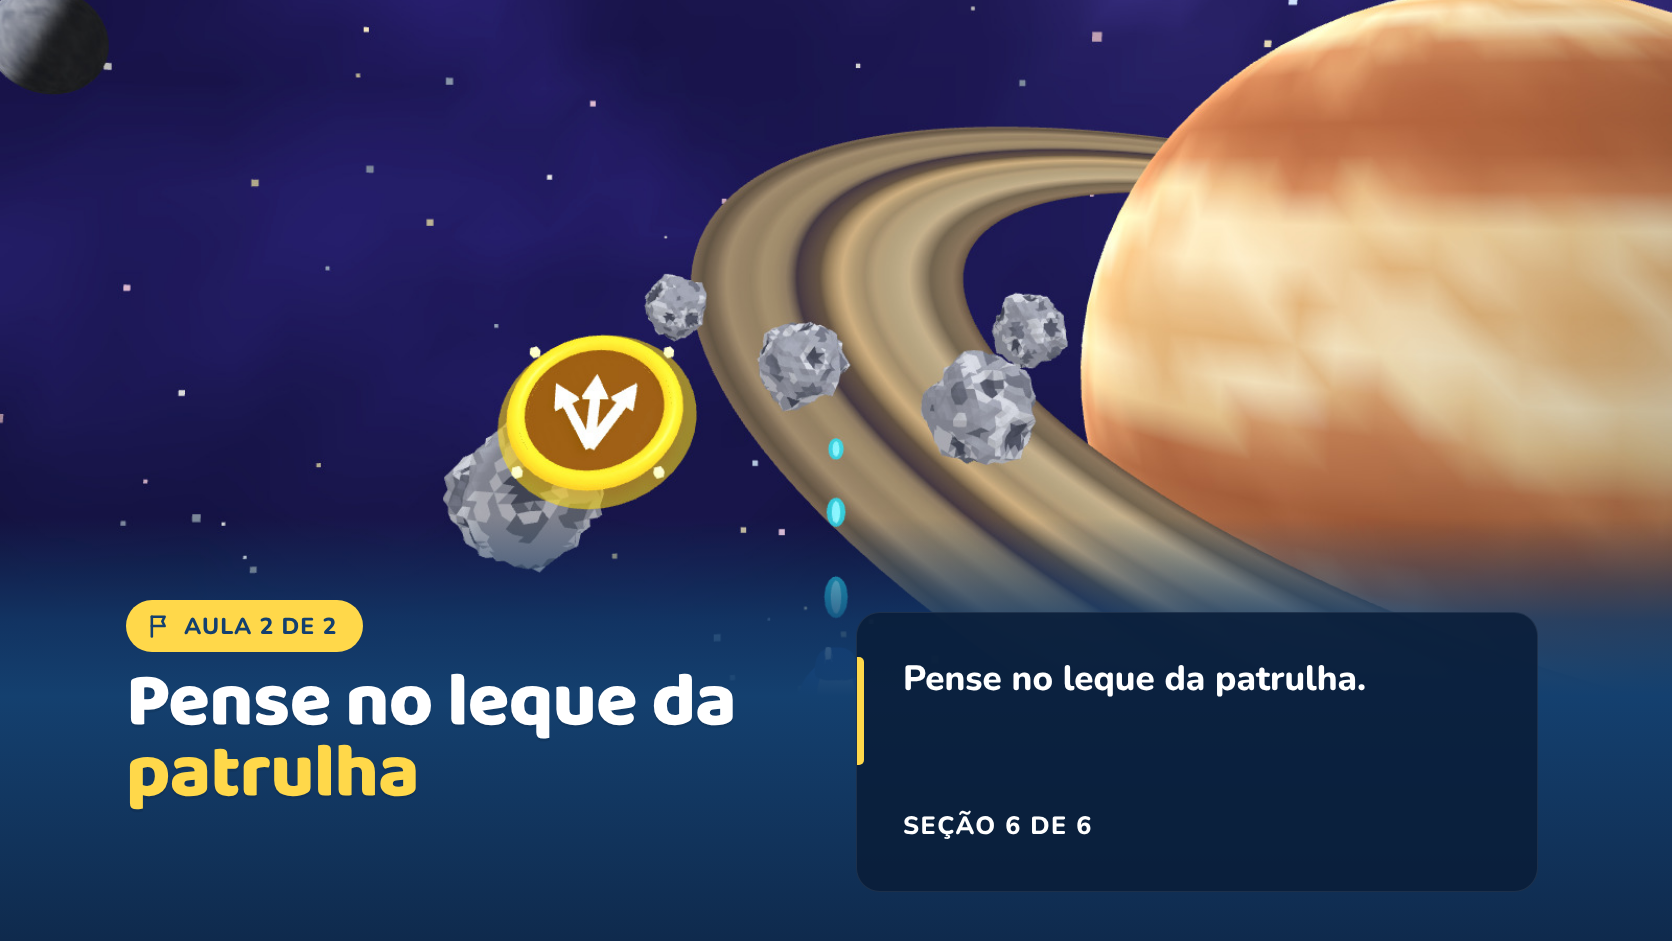 AULA 2 DE 2
Pense no leque da
patrulha
Pense no leque da patrulha.
SEÇÃO 6 DE 6